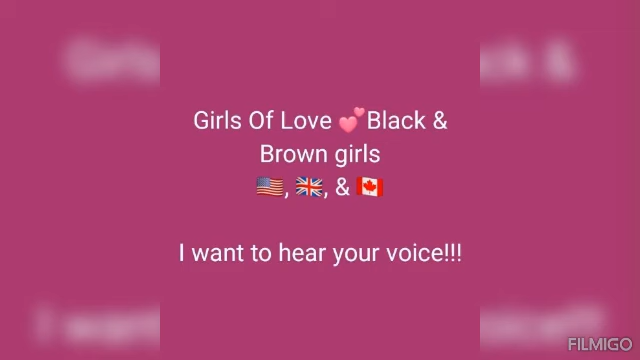 Girls Of Love 💕Black &
Brown girls
🇺🇸, 🇬🇧, & 🇨🇦
I want to hear your voice!!!
FILMIGO